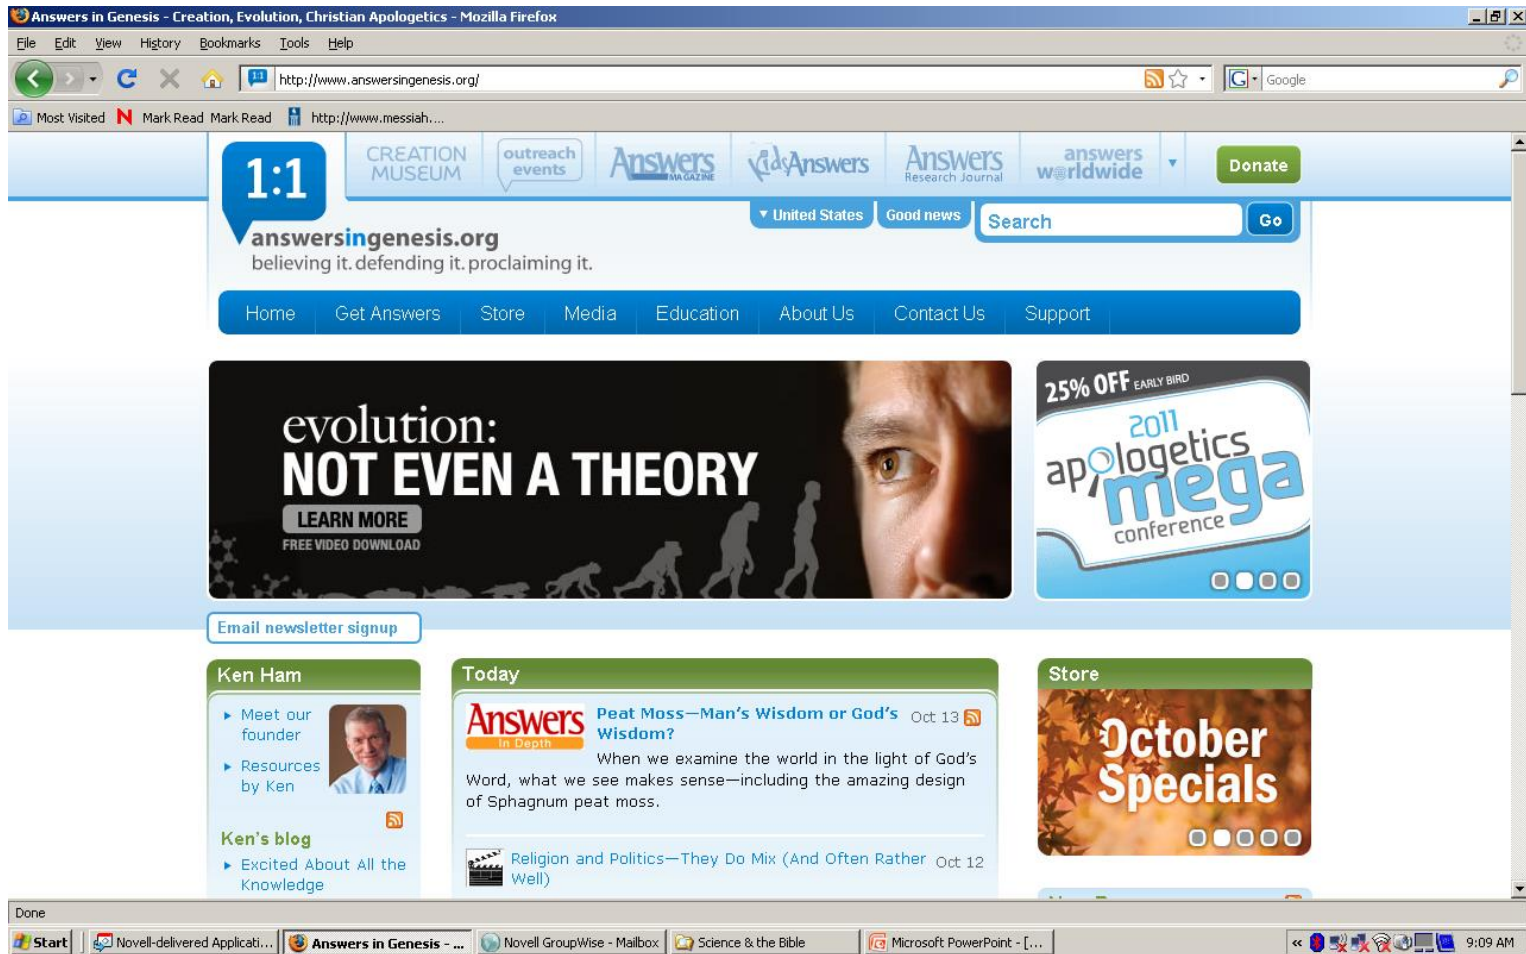 Answers in Genesis - Creation, Evolution, Christian Apologetics - Mozilla Firefox
File Edit View History Bookmarks Tools Help
http://www.answersingenesis.org/
Google
Most Visited Mark Read Mark Read http://www.messiah....
1:1
CREATION MUSEUM
outreach events
Answers MAGAZINE
KidsAnswers
Answers Research Journal
answers worldwide
Donate
United States Good news Search Go
answersingenesis.org
believing it. defending it. proclaiming it.
Home Get Answers Store Media Education About Us Contact Us Support
evolution:
NOT EVEN A THEORY
LEARN MORE
FREE VIDEO DOWNLOAD
25% OFF EARLY BIRD
2011
apologetics
mega
conference
Email newsletter signup
Ken Ham
Meet our
founder
Resources
by Ken
Ken's blog
Excited About All the
Knowledge
Today
Answers
In Depth
Peat Moss—Man's Wisdom or God's Oct 13
Wisdom?
When we examine the world in the light of God's
Word, what we see makes sense—including the amazing design
of Sphagnum peat moss.
Religion and Politics—They Do Mix (And Often Rather Oct 12
Well)
Store
October
Specials
Done
Start Novell-delivered Applicati... Answers in Genesis - ... Novell GroupWise - Mailbox Science & the Bible Microsoft PowerPoint - [... « 9:09 AM